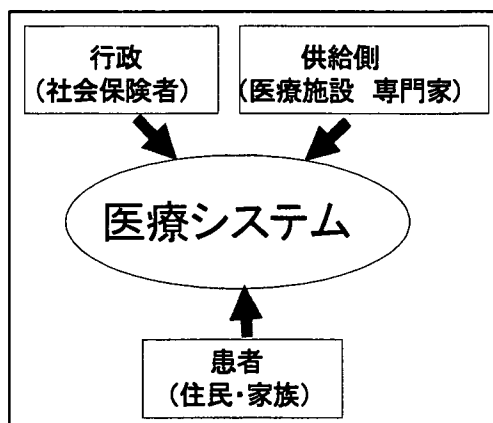 行政
(社会保険者)
供給側
(医療施設 専門家)
医療システム
患者
(住民・家族)